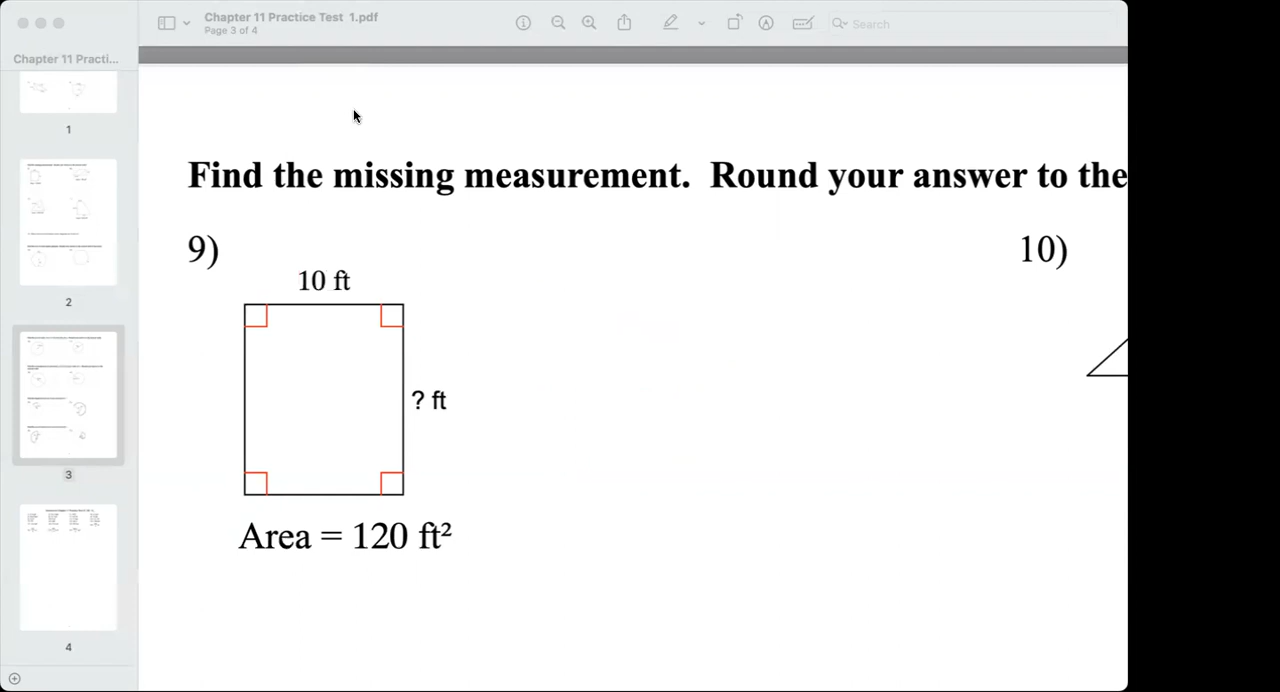 Chapter 11 Practice Test 1.pdf
Page 3 of 4
Search
Chapter 11 Practi...
1
2
3
4
Find the missing measurement. Round your answer to the
9)
10)
10 ft
? ft
Area = 120 ft²